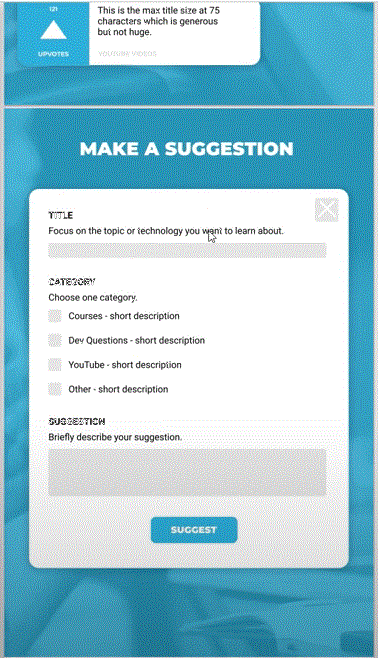 121
UPVOTES
This is the max title size at 75
characters which is generous
but not huge.
YOUTUBE VIDEOS
MAKE A SUGGESTION
TITLE
Focus on the topic or technology you want to learn about.
CATEGORY
Choose one category.
Courses - short description
Dev Questions - short description
YouTube - short description
Other - short description
SUGGESTION
Briefly describe your suggestion.
SUGGEST